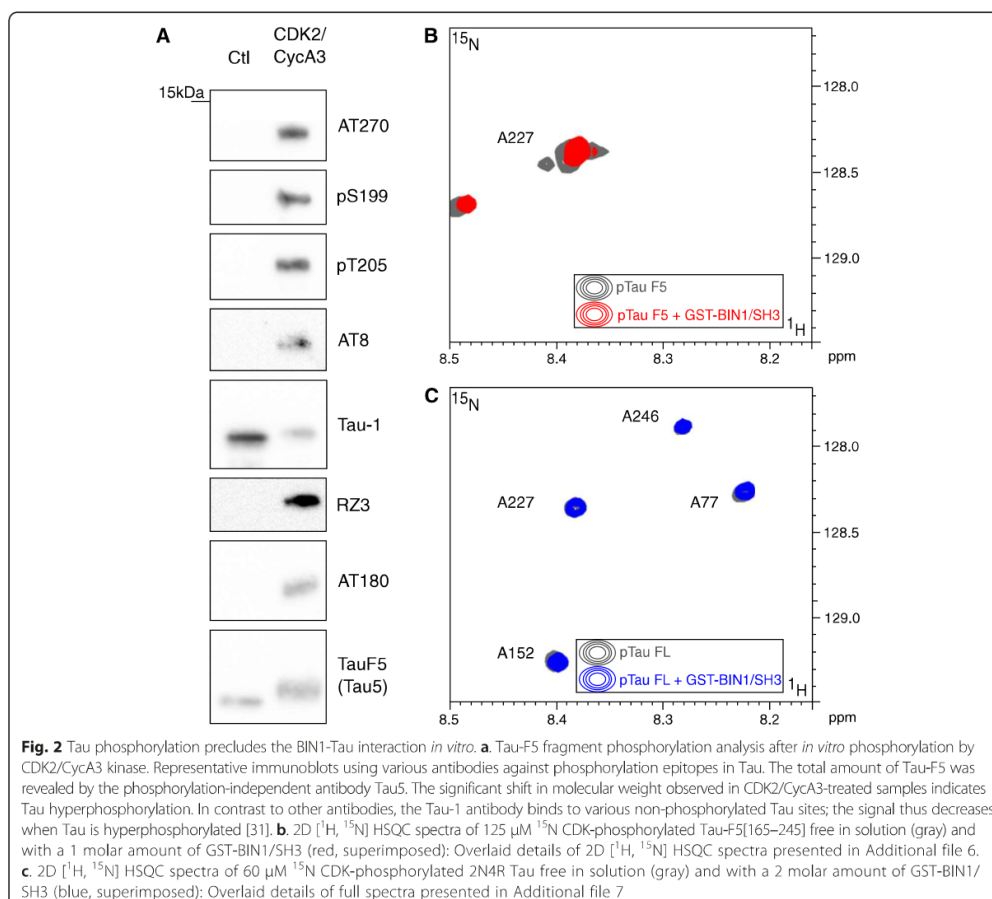 A
Ctl
CDK2/
CycA3
15kDa
AT270
pS199
pT205
AT8
Tau-1
RZ3
AT180
TauF5
(Tau5)
B
15N
A227
128.0
128.5
129.0
pTau F5
pTau F5 + GST-BIN1/SH3
1H
8.5
8.4
8.3
8.2
ppm
C
15N
A246
A227
A77
A152
128.0
128.5
129.0
pTau FL
pTau FL + GST-BIN1/SH3
1H
8.5
8.4
8.3
8.2
ppm
Fig. 2 Tau phosphorylation precludes the BIN1-Tau interaction in vitro. a. Tau-F5 fragment phosphorylation analysis after in vitro phosphorylation by
CDK2/CycA3 kinase. Representative immunoblots using various antibodies against phosphorylation epitopes in Tau. The total amount of Tau-F5 was
revealed by the phosphorylation-independent antibody Tau5. The significant shift in molecular weight observed in CDK2/CycA3-treated samples indicates
Tau hyperphosphorylation. In contrast to other antibodies, the Tau-1 antibody binds to various non-phosphorylated Tau sites; the signal thus decreases
when Tau is hyperphosphorylated [31]. b. 2D [1H, 15N] HSQC spectra of 125 μM 15N CDK-phosphorylated Tau-F5[165–245] free in solution (gray) and
with a 1 molar amount of GST-BIN1/SH3 (red, superimposed): Overlaid details of 2D [1H, 15N] HSQC spectra presented in Additional file 6.
c. 2D [1H, 15N] HSQC spectra of 60 μM 15N CDK-phosphorylated 2N4R Tau free in solution (gray) and with a 2 molar amount of GST-BIN1/
SH3 (blue, superimposed): Overlaid details of full spectra presented in Additional file 7